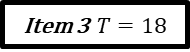 Item 3 T = 18